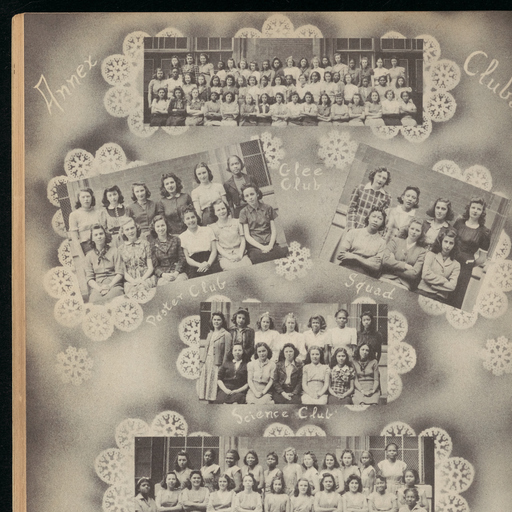 Annex
Clubs
Glee
Club
Poster Club
Squad
Science Club